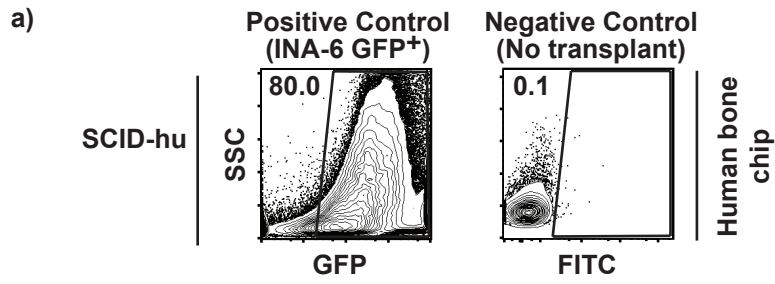 a)
Positive Control
(INA-6 GFP+)
Negative Control
(No transplant)
SCID-hu
SSC
80.0
0.1
Human bone
chip
GFP
FITC